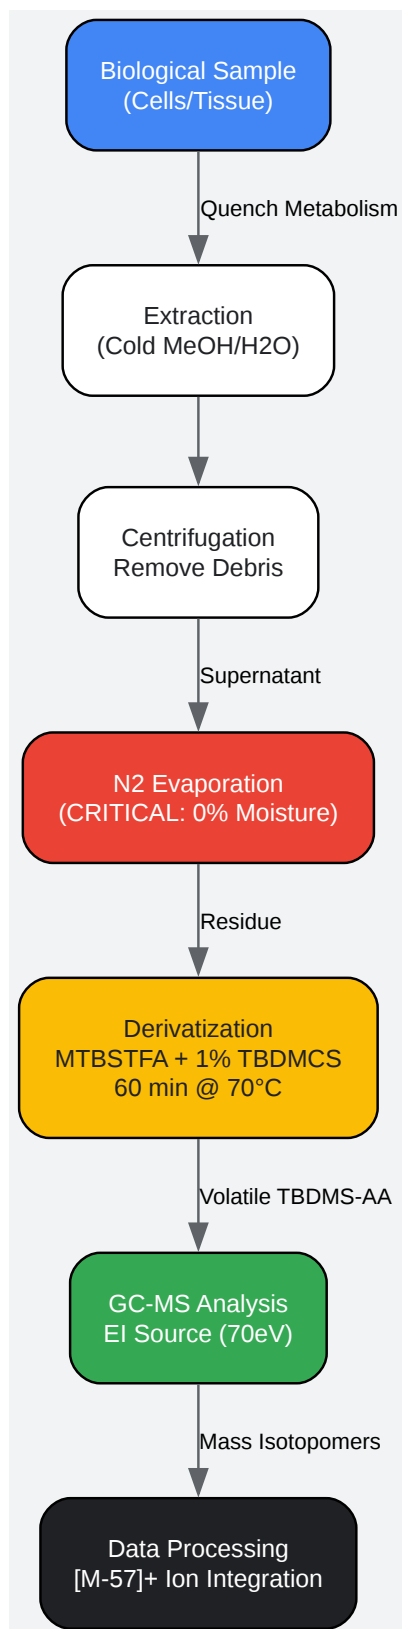 Biological Sample
(Cells/Tissue)
Quench Metabolism
Extraction
(Cold MeOH/H2O)
Centrifugation
Remove Debris
Supernatant
N2 Evaporation
(CRITICAL: 0% Moisture)
Residue
Derivatization
MTBSTFA + 1% TBDMCS
60 min @ 70°C
Volatile TBDMS-AA
GC-MS Analysis
EI Source (70eV)
Mass Isotopomers
Data Processing
[M-57]+ Ion Integration